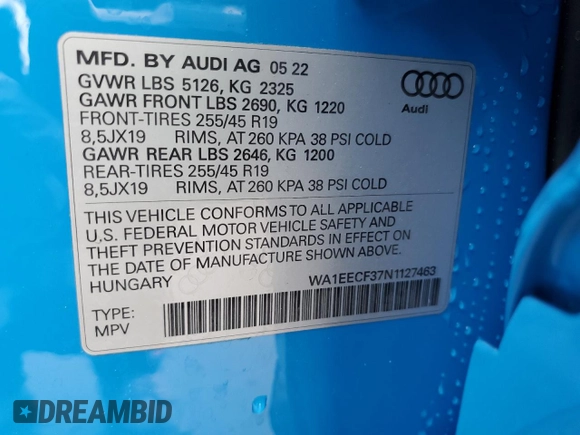 MFD. BY AUDI AG 05 22
GVWR LBS 5126, KG 2325
GAWR FRONT LBS 2690, KG 1220
FRONT-TIRES 255/45 R19
8,5JX19 RIMS, AT 260 KPA 38 PSI COLD
GAWR REAR LBS 2646, KG 1200
REAR-TIRES 255/45 R19
8,5JX19 RIMS, AT 260 KPA 38 PSI COLD
Audi
THIS VEHICLE CONFORMS TO ALL APPLICABLE
U.S. FEDERAL MOTOR VEHICLE SAFETY AND
THEFT PREVENTION STANDARDS IN EFFECT ON
THE DATE OF MANUFACTURE SHOWN ABOVE.
HUNGARY WA1EECF37N1127463
TYPE:
MPV
DREAMBID